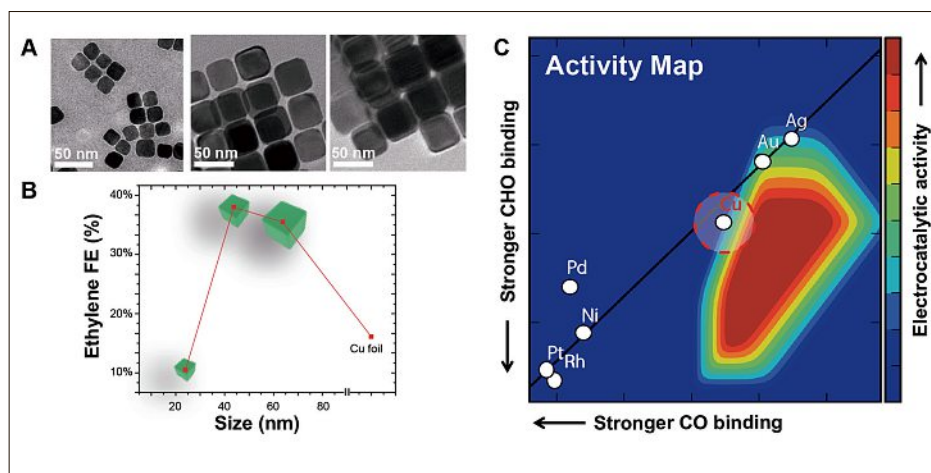 A
50 nm
50 nm
50 nm
B
Ethylene FE (%)
40%
30%
20%
10%
Cu foil
20
40
60
80
Size (nm)
C
Activity Map
Ag
Au
Cu
Pd
Ni
Pt
Rh
Stronger CHO binding
Stronger CO binding
Electrocatalytic activity